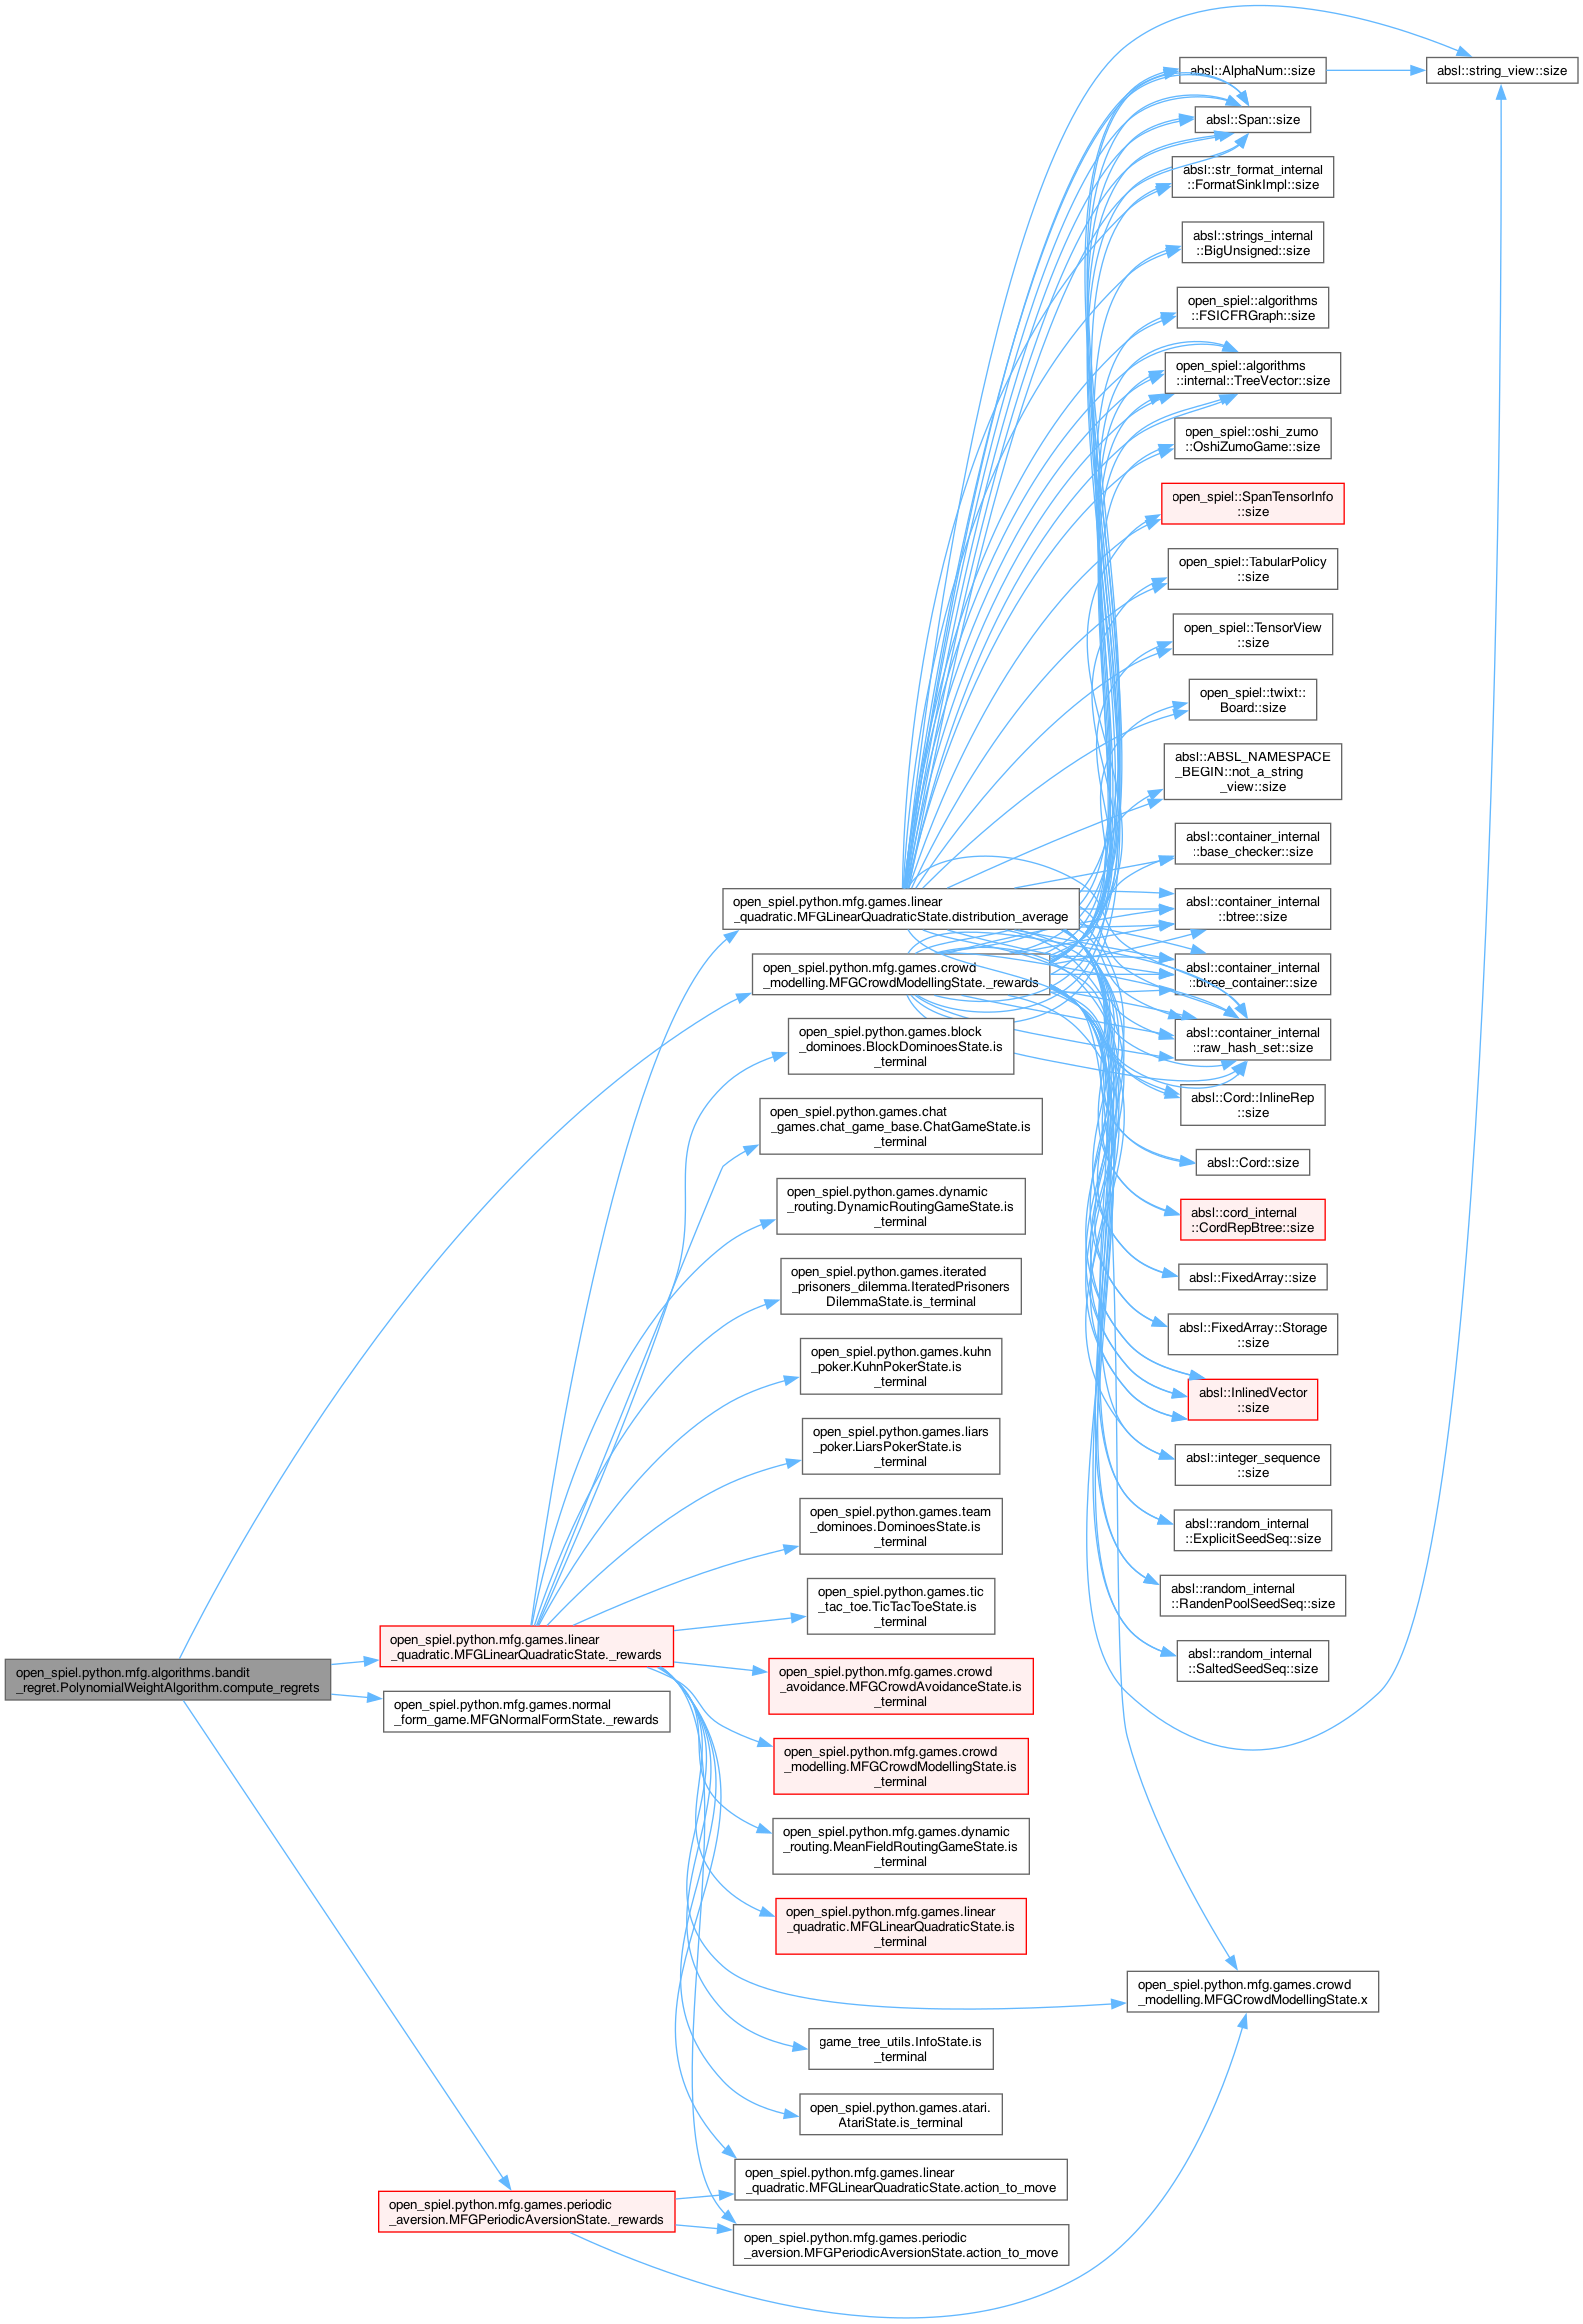 open_spiel.python.mfg.algorithms.bandit
_regret.PolynomialWeightAlgorithm.compute_regrets
open_spiel.python.mfg.games.linear
_quadratic.MFGLinearQuadraticState._rewards
open_spiel.python.mfg.games.normal
_form_game.MFGNormalFormState._rewards
open_spiel.python.mfg.games.periodic
_aversion.MFGPeriodicAversionState._rewards
open_spiel.python.mfg.games.linear
_quadratic.MFGLinearQuadraticState.distribution_average
open_spiel.python.mfg.games.crowd
_modelling.MFGCrowdModellingState._rewards
open_spiel.python.games.block
_dominoes.BlockDominoesState.is
_terminal
open_spiel.python.games.chat
_games.chat_game_base.ChatGameState.is
_terminal
open_spiel.python.games.dynamic
_routing.DynamicRoutingGameState.is
_terminal
open_spiel.python.games.iterated
_prisoners_dilemma.IteratedPrisoners
DilemmaState.is_terminal
open_spiel.python.games.kuhn
_poker.KuhnPokerState.is
_terminal
open_spiel.python.games.liars
_poker.LiarsPokerState.is
_terminal
open_spiel.python.games.team
_dominoes.DominoesState.is
_terminal
open_spiel.python.games.tic
_tac_toe.TicTacToeState.is
_terminal
open_spiel.python.mfg.games.crowd
_avoidance.MFGCrowdAvoidanceState.is
_terminal
open_spiel.python.mfg.games.crowd
_modelling.MFGCrowdModellingState.is
_terminal
open_spiel.python.mfg.games.dynamic
_routing.MeanFieldRoutingGameState.is
_terminal
open_spiel.python.mfg.games.linear
_quadratic.MFGLinearQuadraticState.is
_terminal
game_tree_utils.InfoState.is
_terminal
open_spiel.python.games.atari.
AtariState.is_terminal
open_spiel.python.mfg.games.linear
_quadratic.MFGLinearQuadraticState.action_to_move
open_spiel.python.mfg.games.periodic
_aversion.MFGPeriodicAversionState.action_to_move
absl::AlphaNum::size
absl::Span::size
absl::str_format_internal
::FormatSinkImpl::size
absl::strings_internal
::BigUnsigned::size
open_spiel::algorithms
::FSICFRGraph::size
open_spiel::algorithms
::internal::TreeVector::size
open_spiel::oshi_zumo
::OshiZumoGame::size
open_spiel::SpanTensorInfo
::size
open_spiel::TabularPolicy
::size
open_spiel::TensorView
::size
open_spiel::twixt::
Board::size
absl::ABSL_NAMESPACE
_BEGIN::not_a_string
_view::size
absl::container_internal
::base_checker::size
absl::container_internal
::btree::size
absl::container_internal
::btree_container::size
absl::container_internal
::raw_hash_set::size
absl::Cord::InlineRep
::size
absl::Cord::size
absl::cord_internal
::CordRepBtree::size
absl::FixedArray::size
absl::FixedArray::Storage
::size
absl::InlinedVector
::size
absl::integer_sequence
::size
absl::random_internal
::ExplicitSeedSeq::size
absl::random_internal
::RandenPoolSeedSeq::size
absl::random_internal
::SaltedSeedSeq::size
open_spiel.python.mfg.games.crowd
_modelling.MFGCrowdModellingState.x
absl::string_view::size